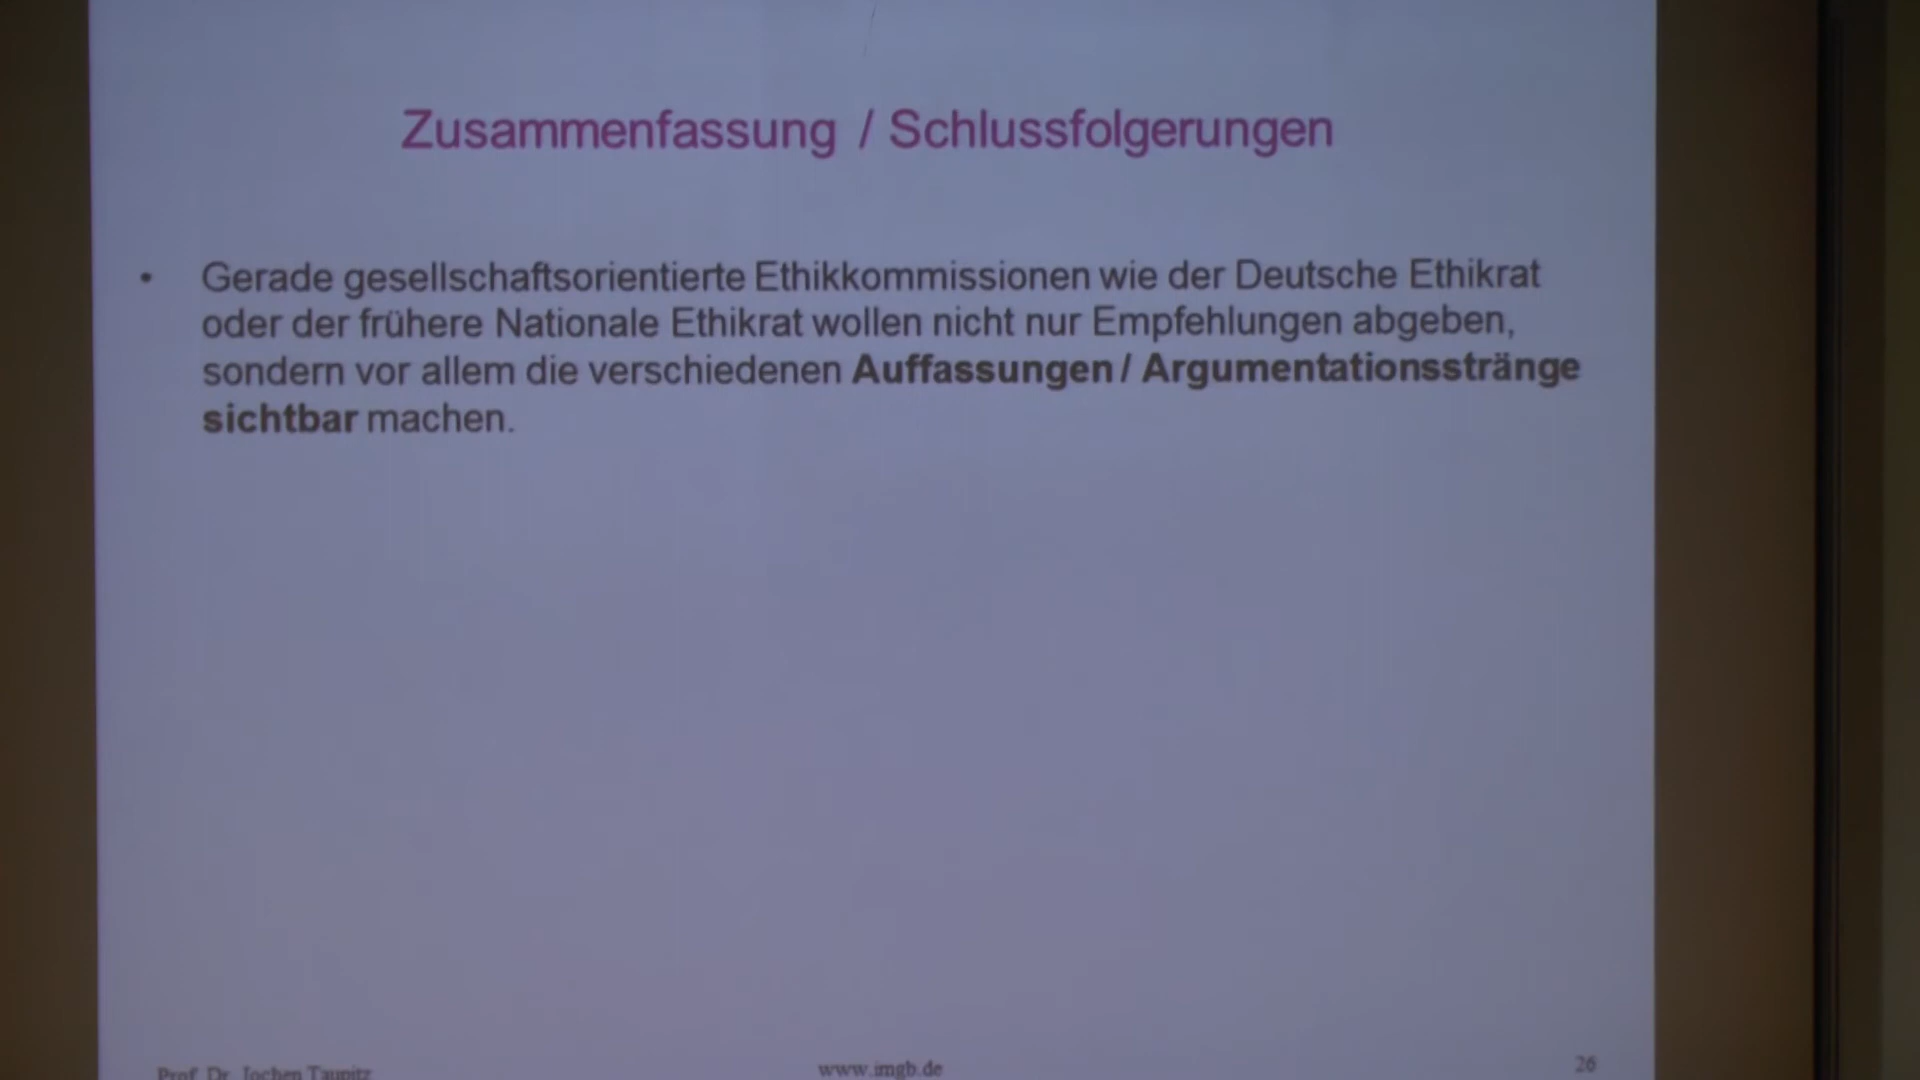 Zusammenfassung / Schlussfolgerungen
• Gerade gesellschaftsorientierte Ethikkommissionen wie der Deutsche Ethikrat
oder der frühere Nationale Ethikrat wollen nicht nur Empfehlungen abgeben,
sondern vor allem die verschiedenen Auffassungen / Argumentationsstränge
sichtbar machen.
Prof. Dr. Jochen Taupitz
www.imgb.de
26